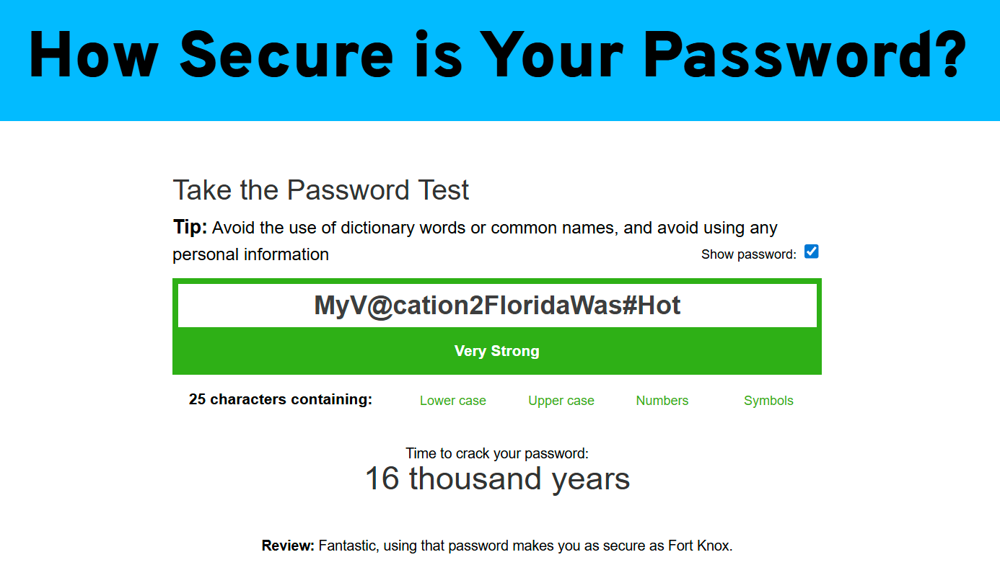 How Secure is Your Password?
Take the Password Test
Tip: Avoid the use of dictionary words or common names, and avoid using any
personal information
Show password:
MyV@cation2FloridaWas#Hot
Very Strong
25 characters containing: Lower case Upper case Numbers Symbols
Time to crack your password:
16 thousand years
Review: Fantastic, using that password makes you as secure as Fort Knox.